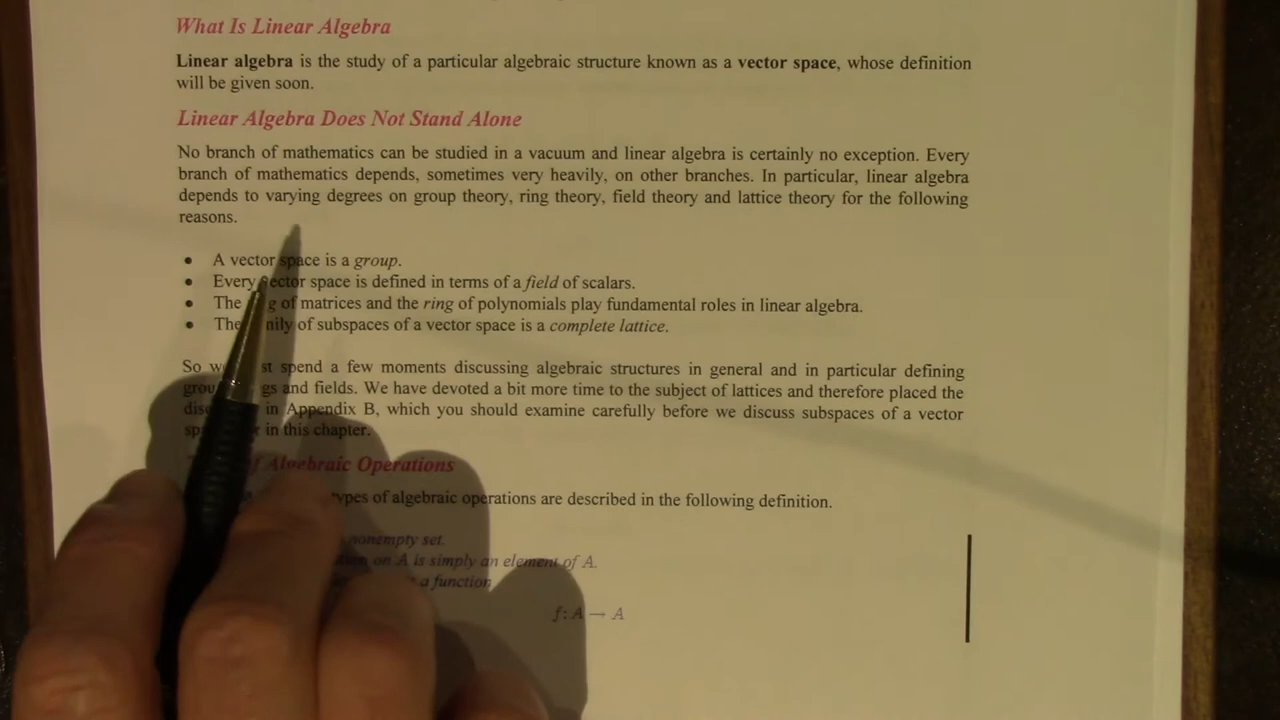 What Is Linear Algebra
Linear algebra is the study of a particular algebraic structure known as a vector space, whose definition
will be given soon.
Linear Algebra Does Not Stand Alone
No branch of mathematics can be studied in a vacuum and linear algebra is certainly no exception. Every
branch of mathematics depends, sometimes very heavily, on other branches. In particular, linear algebra
depends to varying degrees on group theory, ring theory, field theory and lattice theory for the following
reasons.
• A vector space is a group.
• Every vector space is defined in terms of a field of scalars.
• The of matrices and the ring of polynomials play fundamental roles in linear algebra.
• The of subspaces of a vector space is a complete lattice.
So spend a few moments discussing algebraic structures in general and in particular defining
and fields. We have devoted a bit more time to the subject of lattices and therefore placed the
in Appendix B, which you should examine carefully before we discuss subspaces of a vector
in this chapter.
Algebraic Operations
types of algebraic operations are described in the following definition.
nonempty set.
on A is simply an element of A.
a function
f: A → A